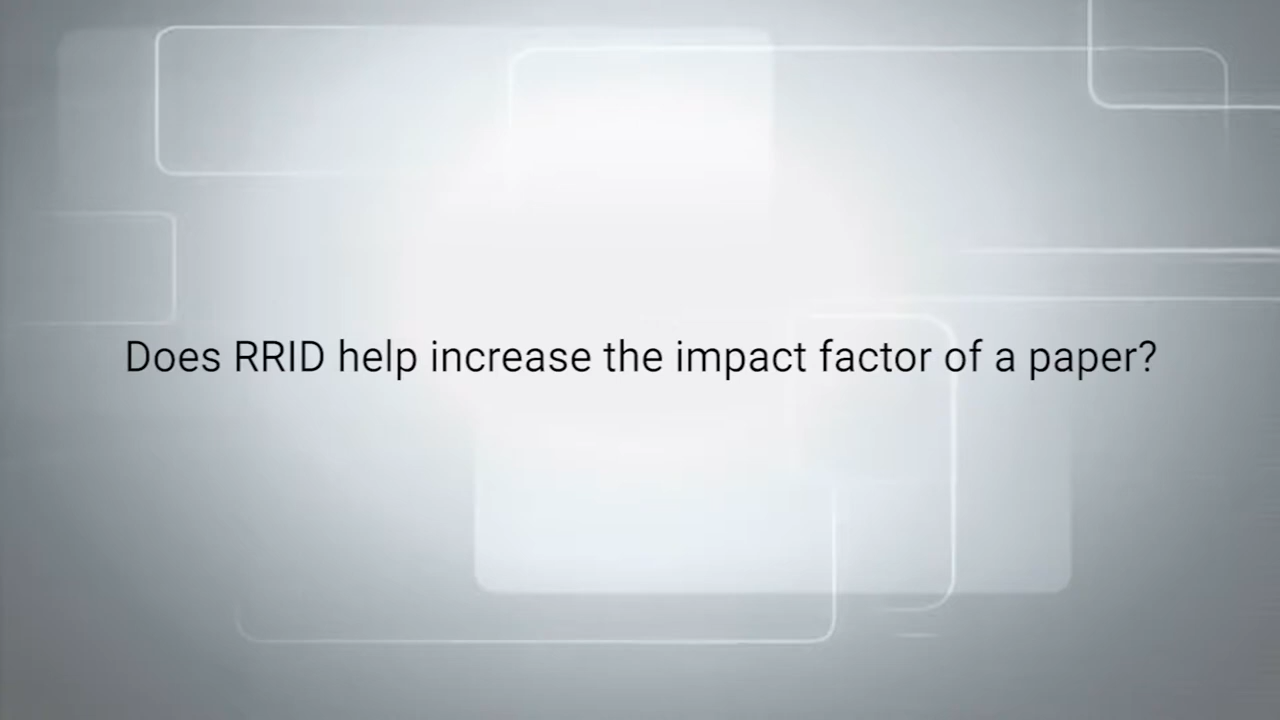 Does RRID help increase the impact factor of a paper?